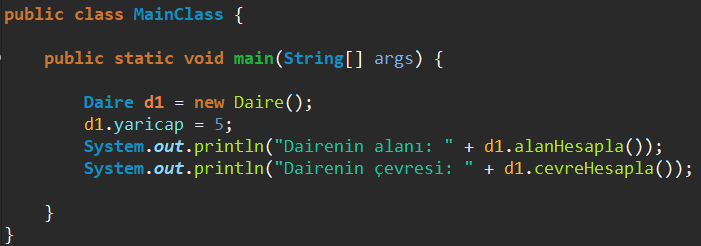 public class MainClass {
public static void main(String[] args) {
Daire d1 = new Daire();
d1.yaricap = 5;
System.out.println("Dairenin alanı: " + d1.alanHesapla());
System.out.println("Dairenin çevresi: " + d1.cevreHesapla());
}
}